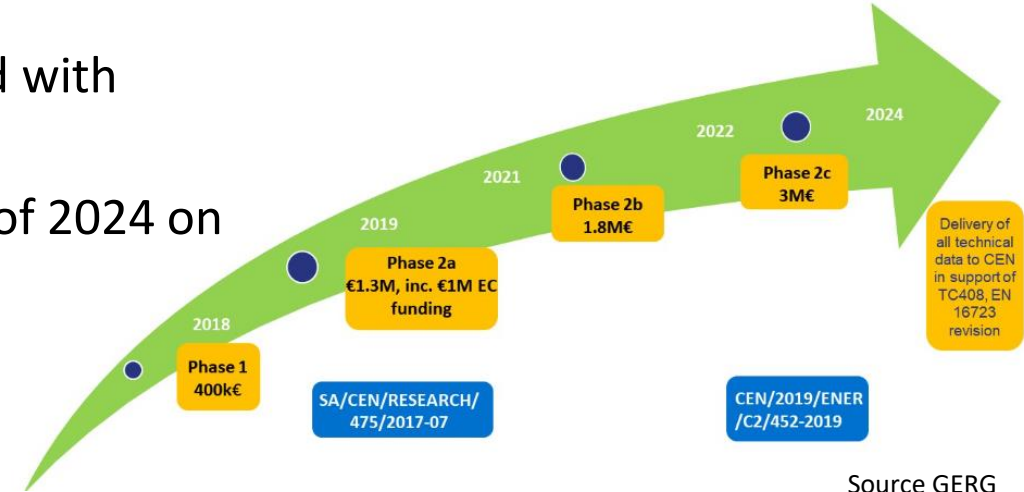 d with
of 2024 on
2018
Phase 1
400k€
2019
Phase 2a
€1.3M, inc. €1M EC
funding
2021
Phase 2b
1.8M€
2022
Phase 2c
3M€
2024
Delivery of
all technical
data to CEN
in support of
TC408, EN
16723
revision
SA/CEN/RESEARCH/
475/2017-07
CEN/2019/ENER
/C2/452-2019
Source GERG